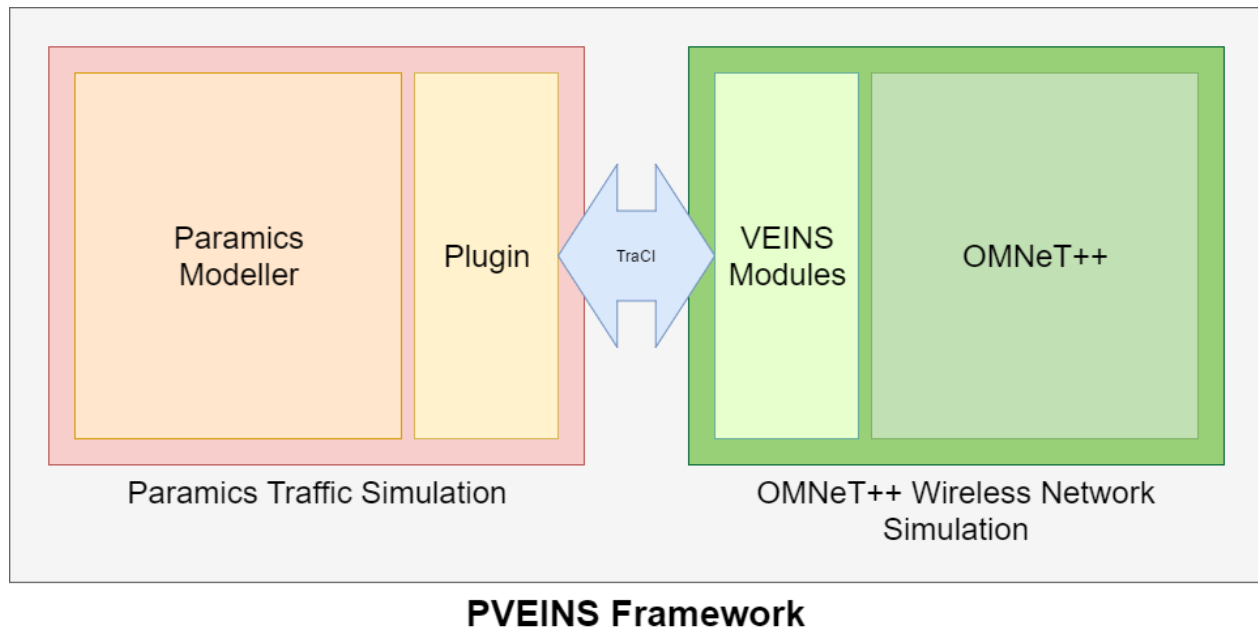 Paramics
Modeller
Plugin
TraCI
VEINS
Modules
OMNeT++
Paramics Traffic Simulation
OMNeT++ Wireless Network
Simulation
PVEINS Framework